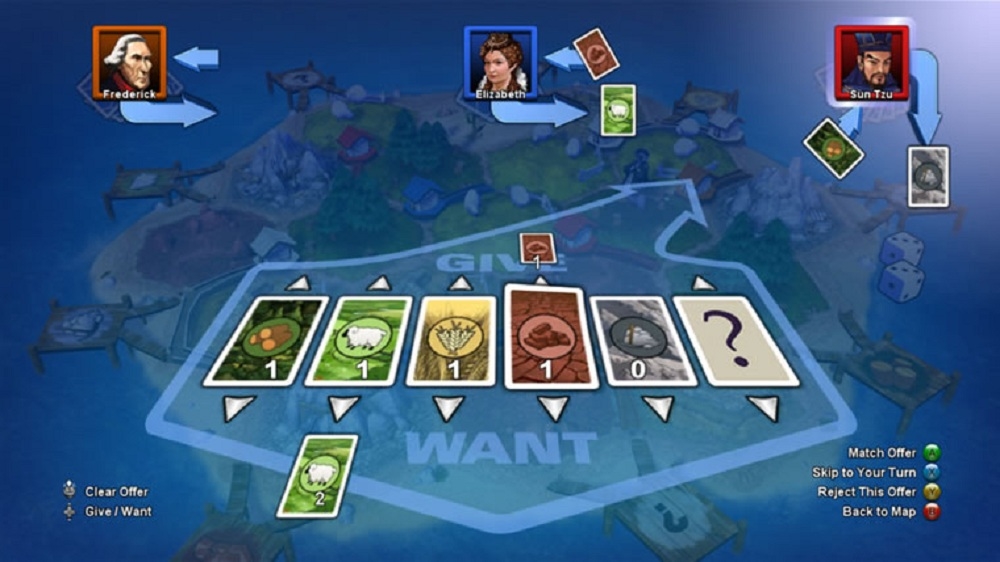 Frederick
Elizabeth
Sun Tzu
GIVE
1
1 1 1 1 0 ?
WANT
2
Match Offer A
Skip to Your Turn X
Reject This Offer Y
Back to Map B
Clear Offer
Give / Want